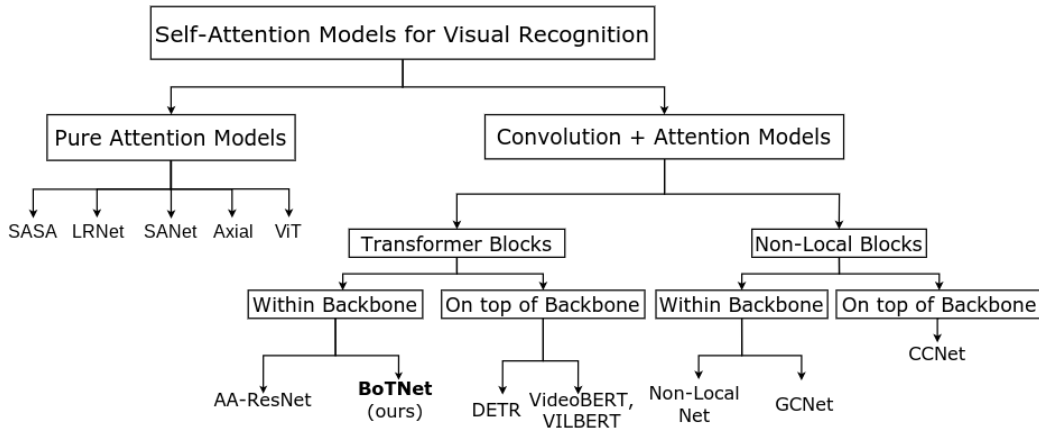 Self-Attention Models for Visual Recognition
Pure Attention Models
Convolution + Attention Models
SASA
LRNet
SANet
Axial
ViT
Transformer Blocks
Non-Local Blocks
Within Backbone
On top of Backbone
Within Backbone
On top of Backbone
AA-ResNet
BoTNet
(ours)
DETR
VideoBERT,
VILBERT
Non-Local
Net
GCNet
CCNet